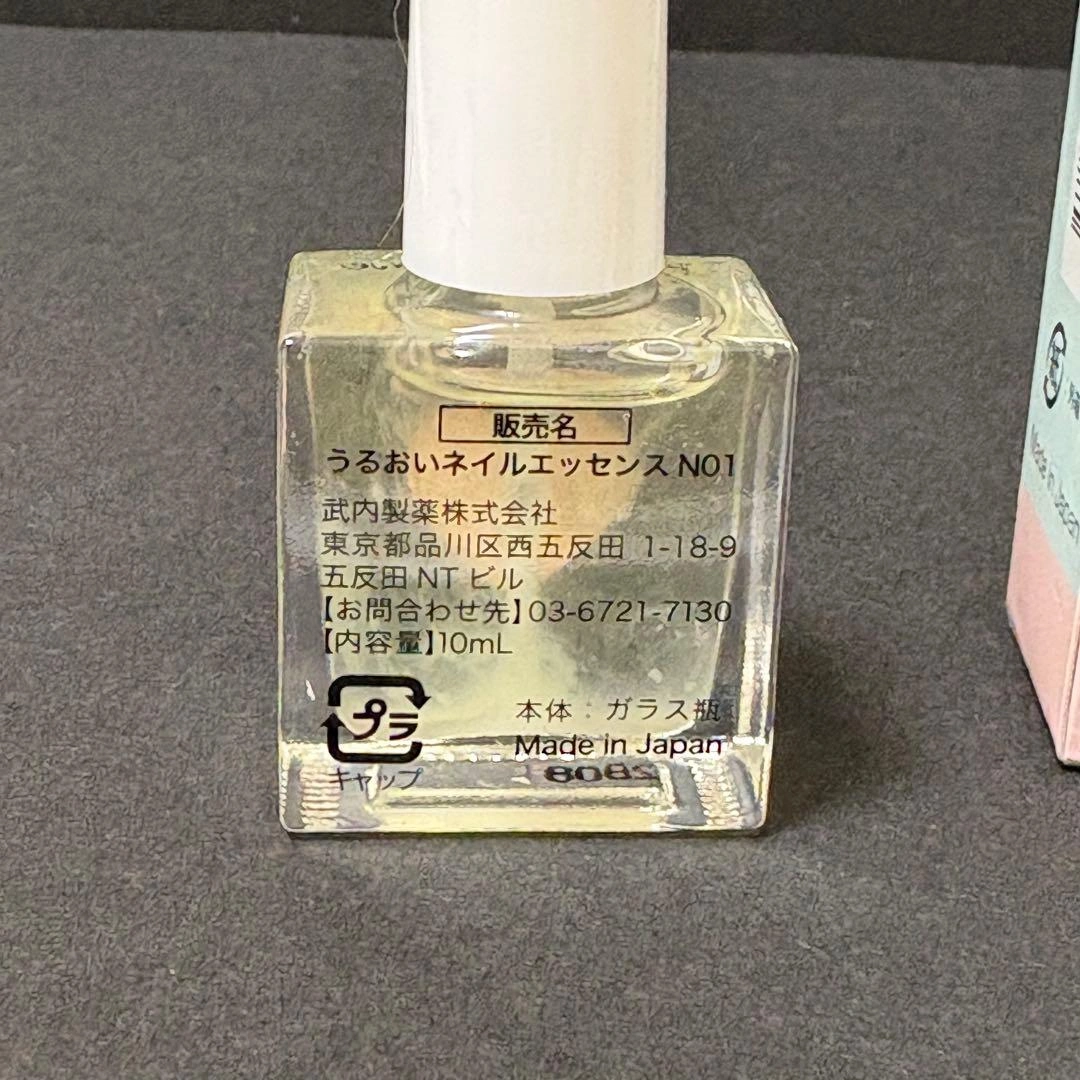 販売名
うるおいネイルエッセンス N01
武内製薬株式会社
東京都品川区西五反田 1-18-9
五反田 NT ビル
【お問合わせ先】03-6721-7130
【内容量】10mL
プラ
キャップ
本体：ガラス瓶
Made in Japan
Made in Japan